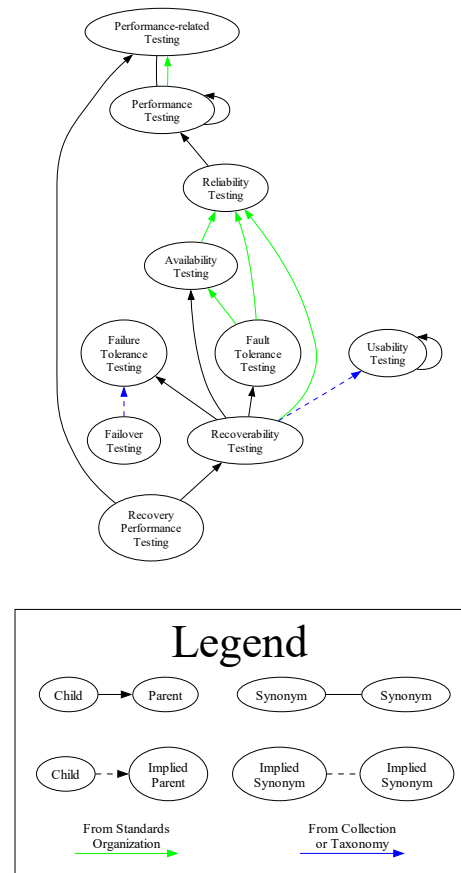 Performance-related
Testing
Performance
Testing
Reliability
Testing
Availability
Testing
Failure
Tolerance
Testing
Fault
Tolerance
Testing
Usability
Testing
Failover
Testing
Recoverability
Testing
Recovery
Performance
Testing
Legend
Child
Parent
Synonym
Synonym
Child
Implied
Parent
Implied
Synonym
Implied
Synonym
From Standards
Organization
From Collection
or Taxonomy